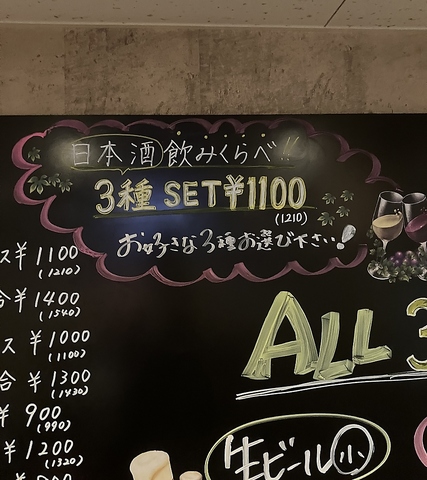 日本酒飲みくらべ!!
3種 SET ¥1100
(1210)
お好きな3種お選び下さい!
ス ¥1100
(1210)
合 ¥1400
(1540)
ス ¥1000
(1100)
合 ¥1300
(1430)
¥900
(990)
¥1200
(1320)
ALL 3
生ビール小